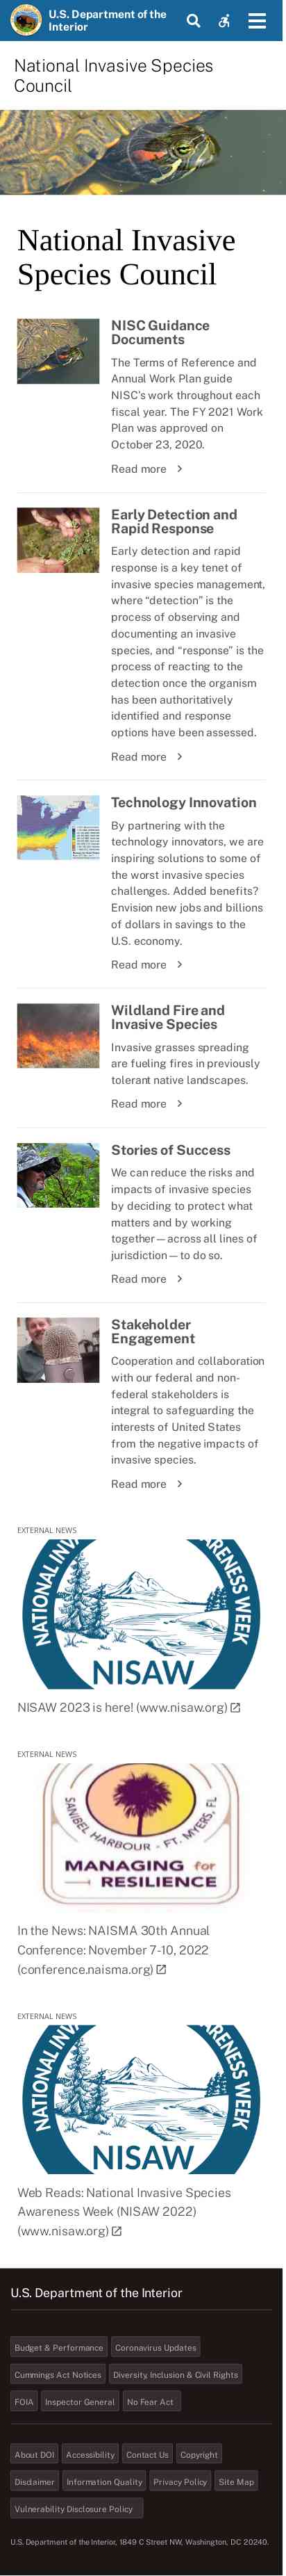 U.S. Department of the
Interior
National Invasive Species
Council
National Invasive
Species Council
NISC Guidance
Documents
The Terms of Reference and
Annual Work Plan guide
NISC's work throughout each
fiscal year. The FY 2021 Work
Plan was approved on
October 23, 2020.
Read more
Early Detection and
Rapid Response
Early detection and rapid
response is a key tenet of
invasive species management,
where “detection” is the
process of observing and
documenting an invasive
species, and “response” is the
process of reacting to the
detection once the organism
has been authoritatively
identified and response
options have been assessed.
Read more
Technology Innovation
By partnering with the
technology innovators, we are
inspiring solutions to some of
the worst invasive species
challenges. Added benefits?
Envision new jobs and billions
of dollars in savings to the
U.S. economy.
Read more
Wildland Fire and
Invasive Species
Invasive grasses spreading
are fueling fires in previously
tolerant native landscapes.
Read more
Stories of Success
We can reduce the risks and
impacts of invasive species
by deciding to protect what
matters and by working
together—across all lines of
jurisdiction—to do so.
Read more
Stakeholder
Engagement
Cooperation and collaboration
with our federal and non-
federal stakeholders is
integral to safeguarding the
interests of United States
from the negative impacts of
invasive species.
Read more
EXTERNAL NEWS
NATIONAL INVA
ARENESS WEEK
NISAW
NISAW 2023 is here! (www.nisaw.org)
EXTERNAL NEWS
SANIBEL HARBOUR - FT. MYERS, FL
MANAGING for
RESILIENCE
In the News: NAISMA 30th Annual
Conference: November 7-10, 2022
(conference.naisma.org)
EXTERNAL NEWS
NATIONAL INVA
ARENESS WEEK
NISAW
Web Reads: National Invasive Species
Awareness Week (NISAW 2022)
(www.nisaw.org)
U.S. Department of the Interior
Budget & Performance
Coronavirus Updates
Cummings Act Notices
Diversity, Inclusion & Civil Rights
FOIA
Inspector General
No Fear Act
About DOI
Accessibility
Contact Us
Copyright
Disclaimer
Information Quality
Privacy Policy
Site Map
Vulnerability Disclosure Policy
U.S. Department of the Interior, 1849 C Street NW, Washington, DC 20240.